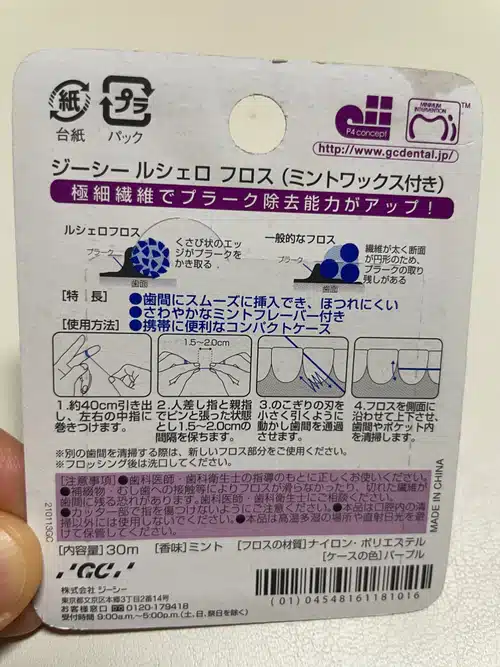 紙
プラ
台紙
パック
P4 concept
MINIMUM INTERVENTION
MI
TM
http://www.gcdental.jp/
ジーシー ルシェロ フロス(ミントワックス付き)
極細繊維でプラーク除去能力がアップ!
ルシェロフロス
プラーク
くさび状のエッ
ジがプラークを
かき取る。
歯面
一般的なフロス
プラーク
繊維が太く断面
が円形のため、
プラークの取り
残しがある
歯面
[特 長]
●歯間にスムーズに挿入でき、ほつれにくい
●さわやかなミントフレーバー付き
●携帯に便利なコンパクトケース
[使用方法]
1.5~2.0cm
1.約40cm引き出
し、左右の中指に
巻きつけます。
2.人差し指と親指
でピンと張った状態
とし1.5~2.0cmの
間隔を保ちます。
3.のこぎりの刃を
小さく引くように
動かし歯間を通過
させます。
4.フロスを側面に
沿わせて上下させ、
歯間やポケット内
を清掃します。
※別の歯間を清掃する際は、新しいフロス部分をご使用ください。
※フロッシング後は洗口してください。
[注意事項]●歯科医師・歯科衛生士の指導のもとに正しくお使いください。
●補綴物・むし歯への接触等によりフロスが滑らなかったり、切れた繊維が
歯間に残る恐れがあります。歯科医師・歯科衛生士にご相談ください。
●カッター部で指を傷つけないようにご注意ください。●本品は口腔内の清
掃以外には使用しないでください。●本品は高温多湿の場所や直射日光を避
けて保管してください。
[内容量]30m [香味]ミント [フロスの材質]ナイロン・ポリエステル
[ケースの色]パープル
GC
株式会社 ジーシー
東京都文京区本郷3丁目2番14号
お客様窓口 0120-179418
受付時間 9:00a.m.~5:00p.m.(土、日、祭日を除く)
(01)04548161181016
210113GC
MADE IN CHINA